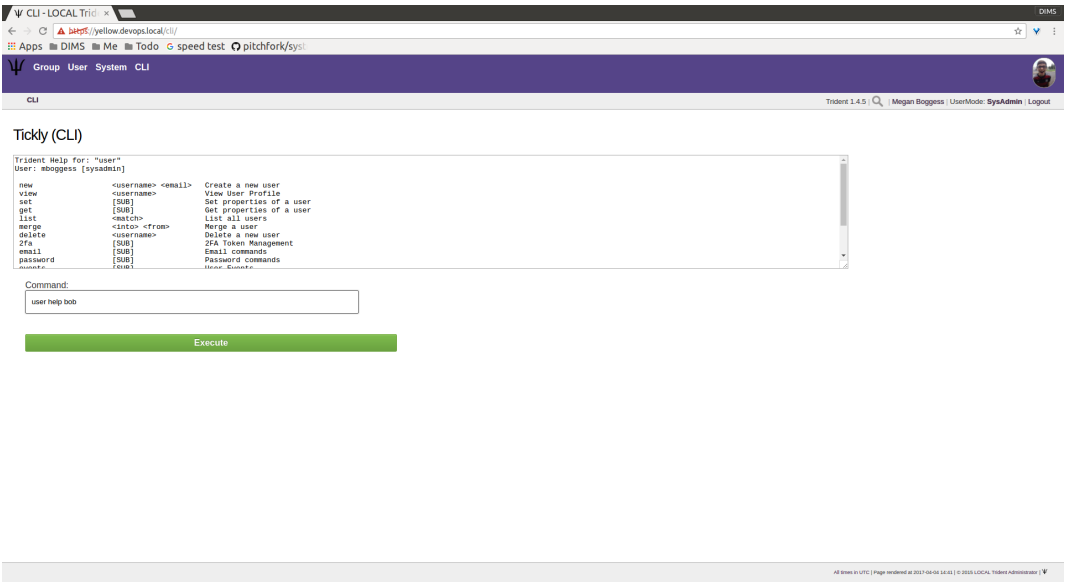 CLI - LOCAL Trid
DIMS
https://yellow.devops.local/cli/
Apps DIMS Me Todo speed test pitchfork/syst
Group User System CLI
CLI
Trident 1.4.5 | | Megan Boggess | UserMode: SysAdmin | Logout
Tickly (CLI)
Trident Help for: "user"
User: mboggess [sysadmin]
new <username> <email> Create a new user
view <username> View User Profile
set [SUB] Set properties of a user
get [SUB] Get properties of a user
list <match> List all users
merge <into> <from> Merge a user
delete <username> Delete a new user
2fa [SUB] 2FA Token Management
email [SUB] Email commands
password [SUB] Password commands
events [SUB] User Events
Command:
user help bob
Execute
All times in UTC | Page rendered at 2017-04-04 14:41 | © 2015 LOCAL Trident Administrator | Ψ